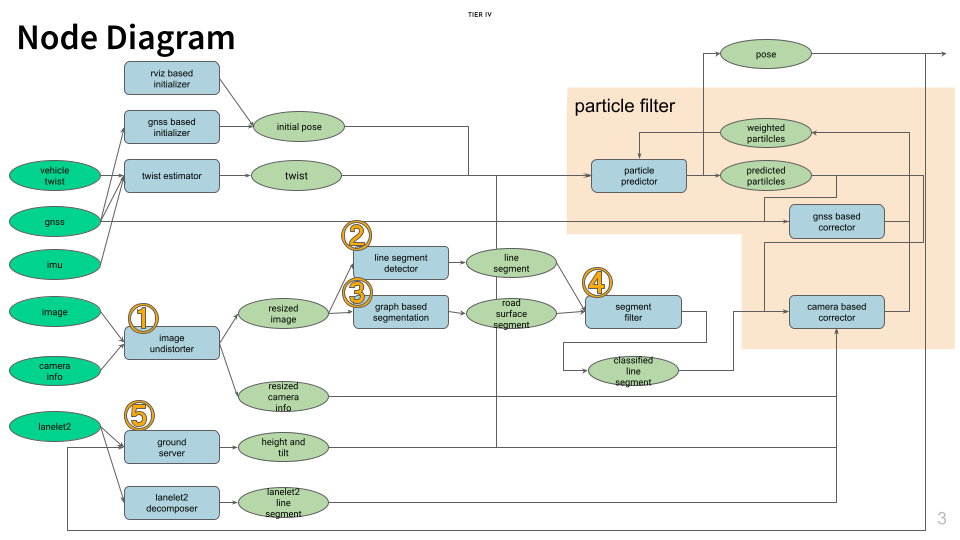 TIER IV
Node Diagram
pose
rviz based
initializer
particle filter
gnss based
initializer
initial pose
weighted
partilcles
vehicle
twist
twist estimator
twist
particle
predictor
predicted
partilcles
gnss
gnss based
corrector
imu
2
line segment
detector
line
segment
image
1
image
undistorter
resized
image
3
graph based
segmentation
road
surface
segment
4
segment
filter
camera based
corrector
camera
info
classified
line
segment
resized
camera
info
lanelet2
5
ground
server
height and
tilt
lanelet2
decomposer
lanelet2
line
segment
3